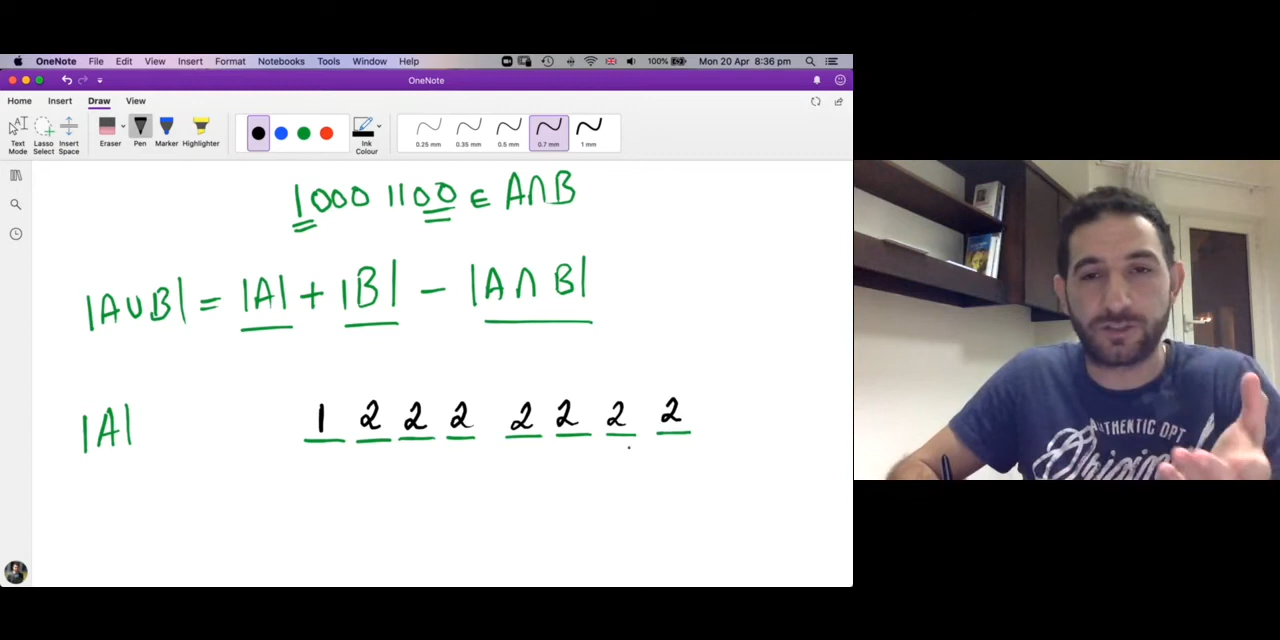 OneNote File Edit View Insert Format Notebooks Tools Window Help 100% Mon 20 Apr 8:36 pm
OneNote
Home Insert Draw View
Text Mode Lasso Select Insert Space Eraser Pen Marker Highlighter Ink Colour 0.25 mm 0.35 mm 0.5 mm 0.7 mm 1 mm
1000 1100 ∈ A∩B
|A∪B| = |A| + |B| - |A∩B|
|A| 1 2 2 2 2 2 2 2
AUTHENTIC DPT
Origin